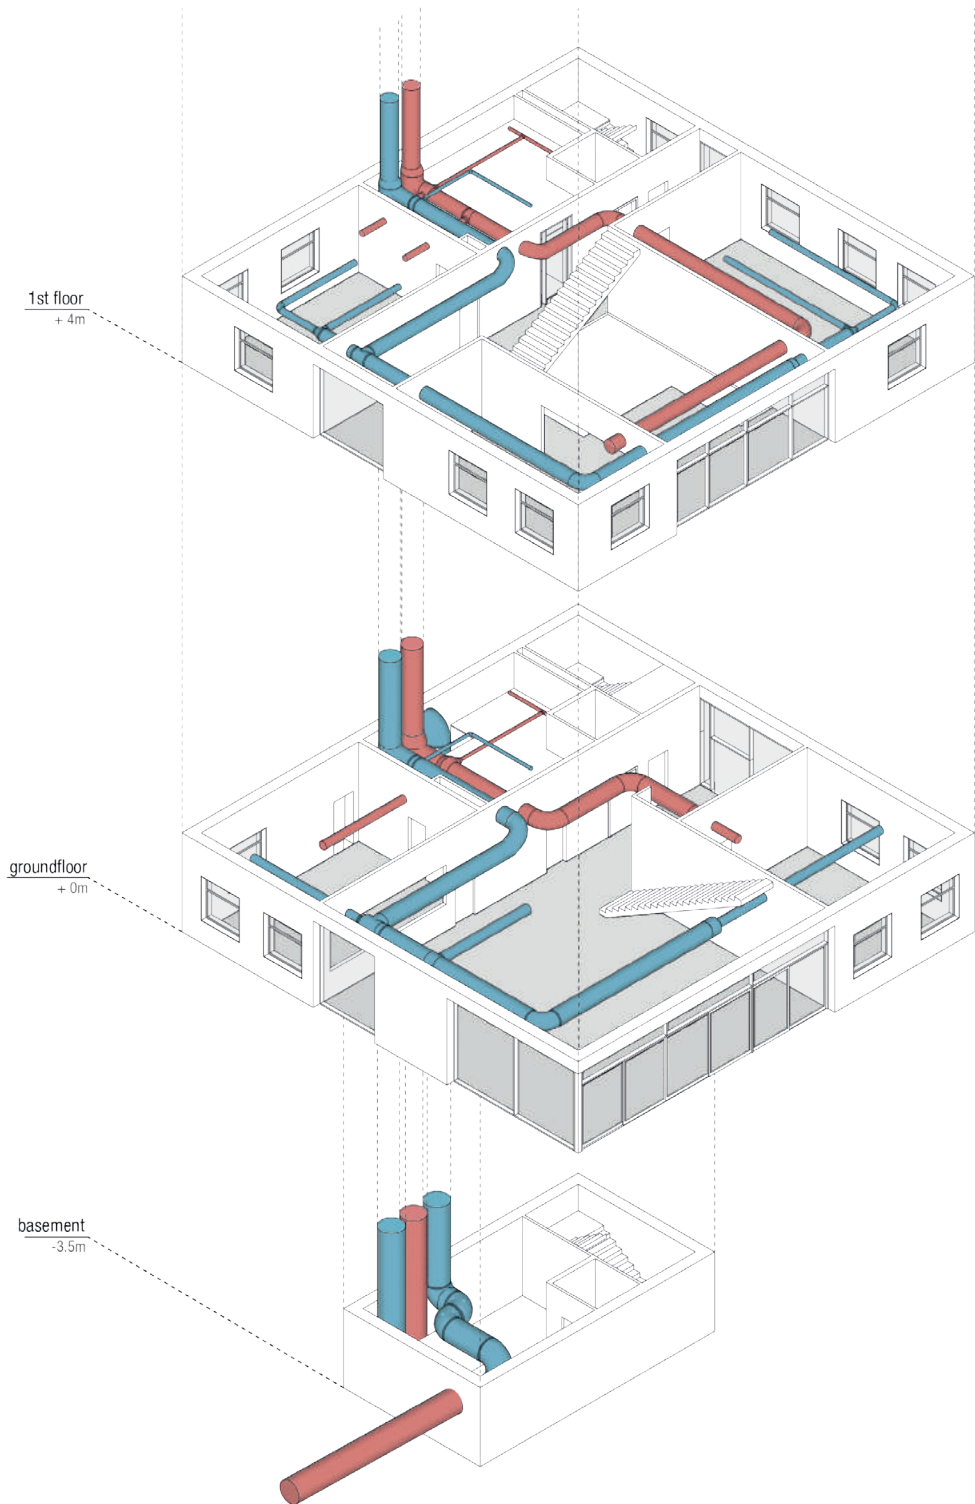 1st floor
+ 4m
groundfloor
+ 0m
basement
-3.5m